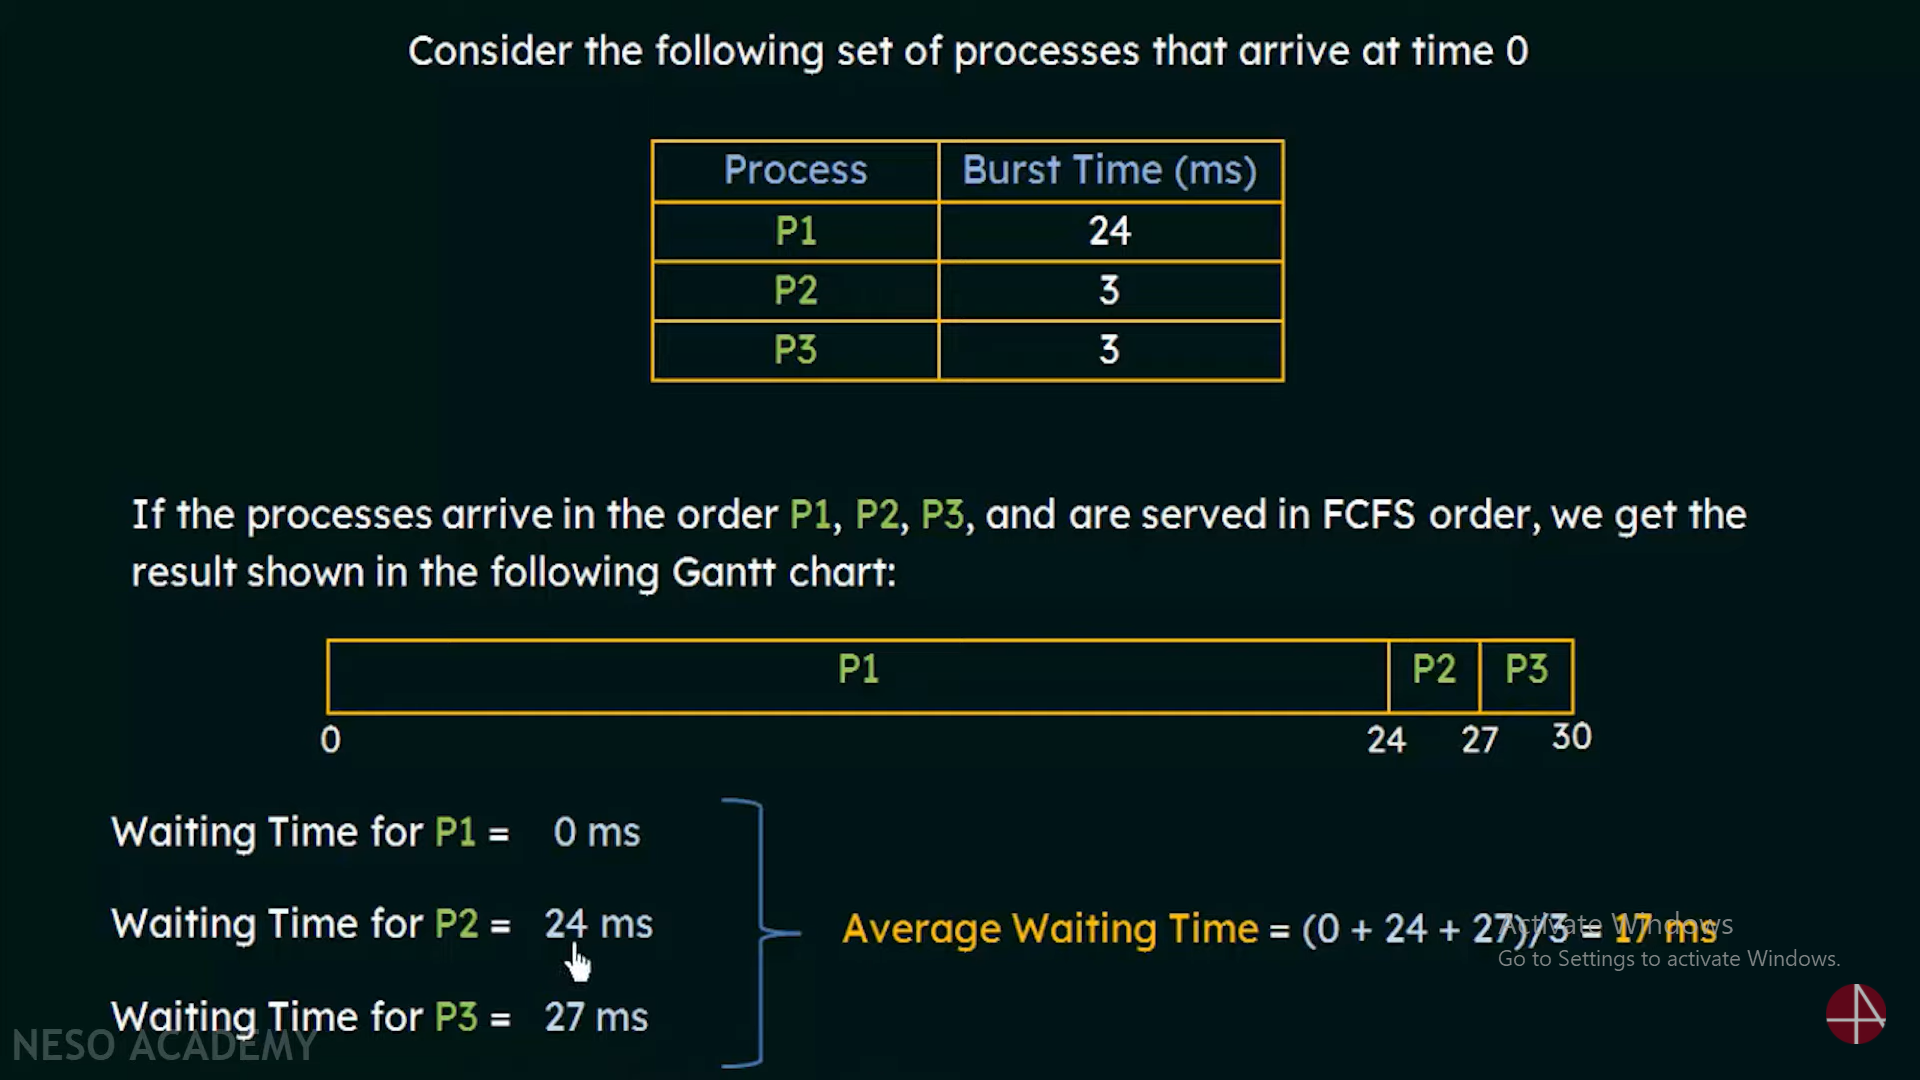 Consider the following set of processes that arrive at time 0
Process Burst Time (ms)
P1 24
P2 3
P3 3
If the processes arrive in the order P1, P2, P3, and are served in FCFS order, we get the
result shown in the following Gantt chart:
P1 P2 P3
0 24 27 30
Waiting Time for P1 = 0 ms
Waiting Time for P2 = 24 ms
Average Waiting Time = (0 + 24 + 27)/3 = 17 ms
Activate Windows
Go to Settings to activate Windows.
Waiting Time for P3 = 27 ms
NESO ACADEMY